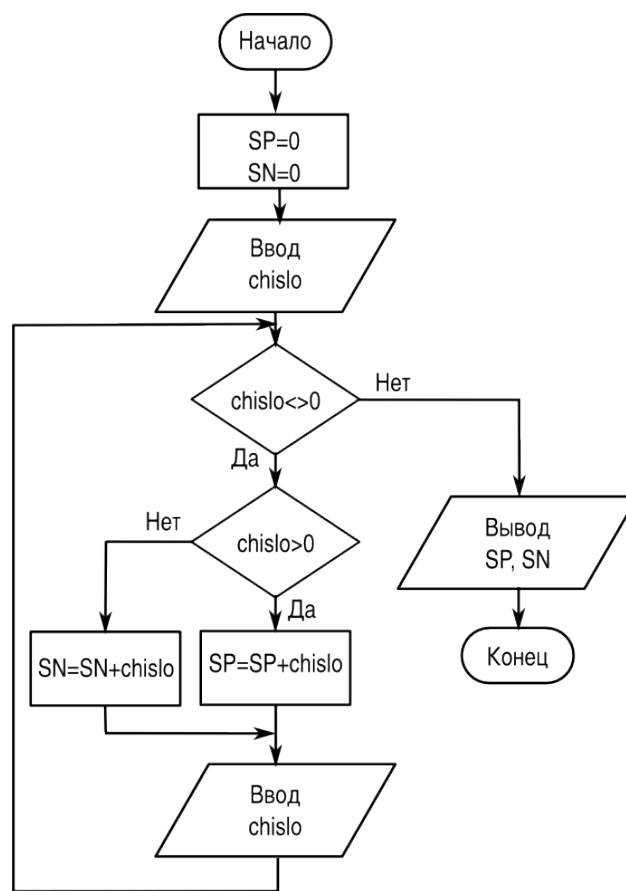 Начало
SP=0
SN=0
Ввод
chislo
chislo<>0
Нет
Да
chislo>0
Нет
Да
SN=SN+chislo
SP=SP+chislo
Ввод
chislo
Вывод
SP, SN
Конец